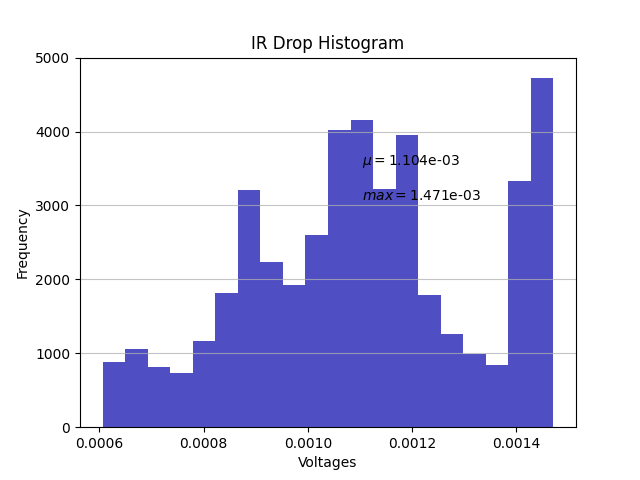 IR Drop Histogram
5000
4000
3000
2000
1000
0
Frequency
μ = 1.104e-03
max = 1.471e-03
0.0006 0.0008 0.0010 0.0012 0.0014
Voltages